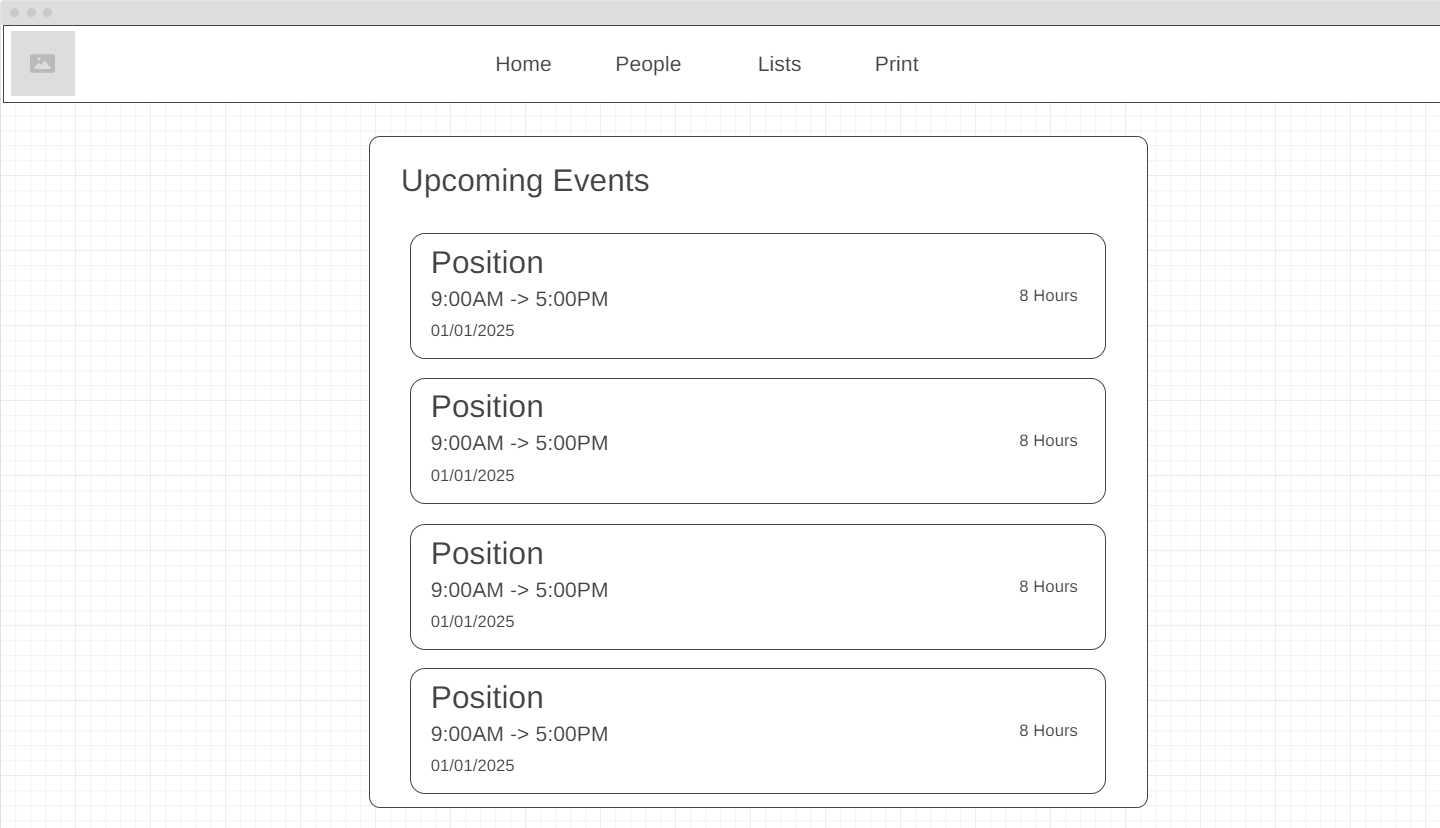 Home People Lists Print
Upcoming Events
Position
9:00AM -> 5:00PM
8 Hours
01/01/2025
Position
9:00AM -> 5:00PM
8 Hours
01/01/2025
Position
9:00AM -> 5:00PM
8 Hours
01/01/2025
Position
9:00AM -> 5:00PM
8 Hours
01/01/2025